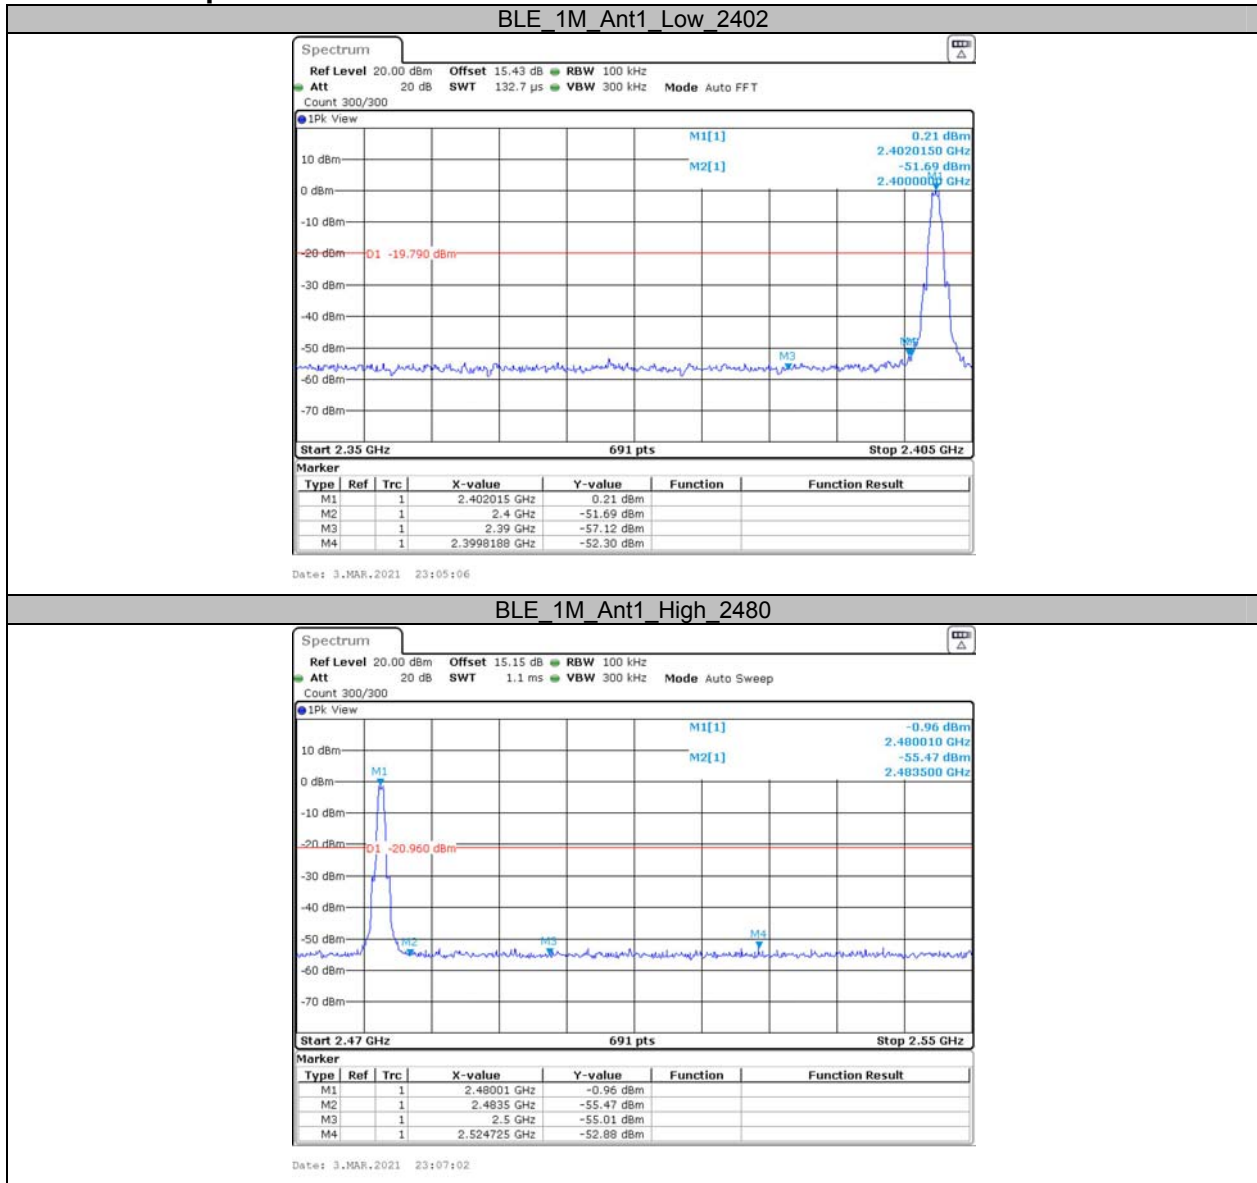 BLE_1M_Ant1_Low_2402
Spectrum
Ref Level 20.00 dBm Offset 15.43 dB RBW 100 kHz
Att 20 dB SWT 132.7 µs VBW 300 kHz Mode Auto FFT
Count 300/300
1Pk View
M1[1] 0.21 dBm
2.4020150 GHz
M2[1] -51.69 dBm
2.4000000 GHz
M1
10 dBm
0 dBm
-10 dBm
-20 dBm
D1 -19.790 dBm
-30 dBm
-40 dBm
-50 dBm
M3
-60 dBm
-70 dBm
Start 2.35 GHz 691 pts Stop 2.405 GHz
Marker
Type Ref Trc X-value Y-value Function Function Result
M1 1 2.402015 GHz 0.21 dBm
M2 1 2.4 GHz -51.69 dBm
M3 1 2.39 GHz -57.12 dBm
M4 1 2.3998188 GHz -52.30 dBm
Date: 3.MAR.2021 23:05:06
BLE_1M_Ant1_High_2480
Spectrum
Ref Level 20.00 dBm Offset 15.15 dB RBW 100 kHz
Att 20 dB SWT 1.1 ms VBW 300 kHz Mode Auto Sweep
Count 300/300
1Pk View
M1[1] -0.96 dBm
2.480010 GHz
M2[1] -55.47 dBm
2.483500 GHz
10 dBm
M1
0 dBm
-10 dBm
-20 dBm
D1 -20.960 dBm
-30 dBm
-40 dBm
-50 dBm
M2 M3 M4
-60 dBm
-70 dBm
Start 2.47 GHz 691 pts Stop 2.55 GHz
Marker
Type Ref Trc X-value Y-value Function Function Result
M1 1 2.48001 GHz -0.96 dBm
M2 1 2.4835 GHz -55.47 dBm
M3 1 2.5 GHz -55.01 dBm
M4 1 2.524725 GHz -52.88 dBm
Date: 3.MAR.2021 23:07:02